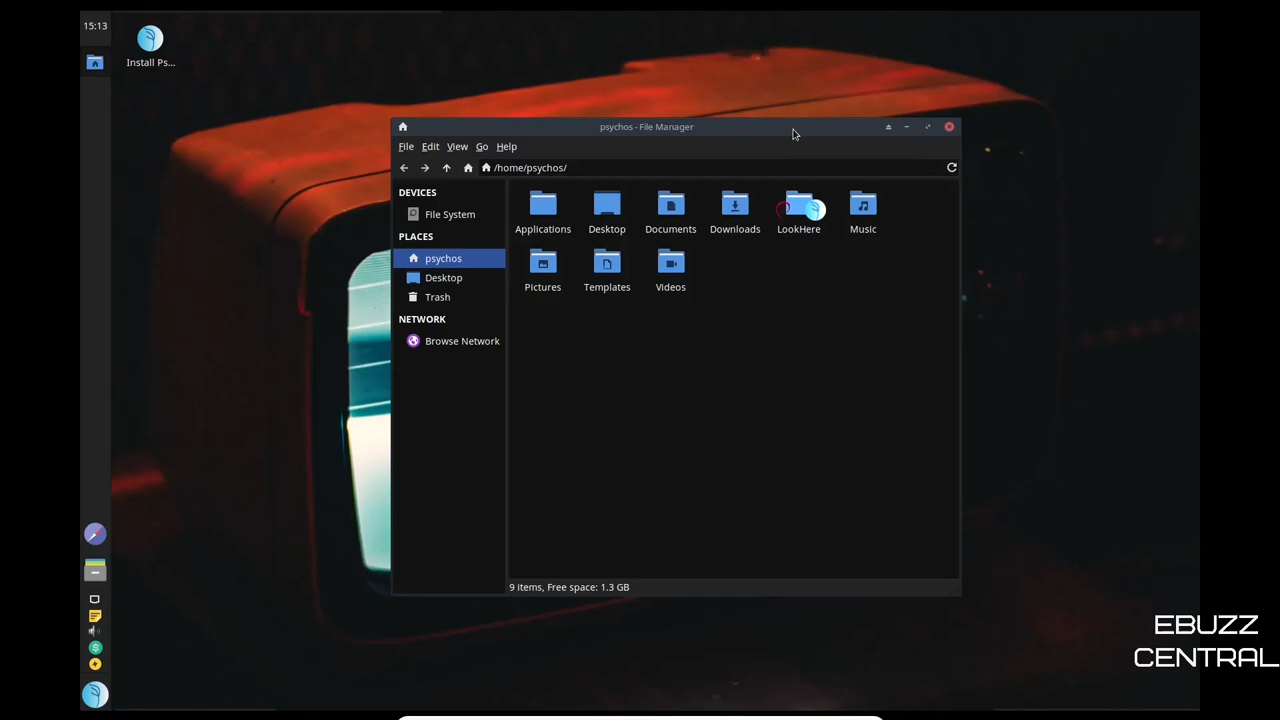 15:13
Install Ps...
psychos - File Manager
File Edit View Go Help
/home/psychos/
DEVICES
File System
PLACES
psychos
Desktop
Trash
NETWORK
Browse Network
Applications Desktop Documents Downloads LookHere Music
Pictures Templates Videos
9 items, Free space: 1.3 GB
EBUZZ
CENTRAL